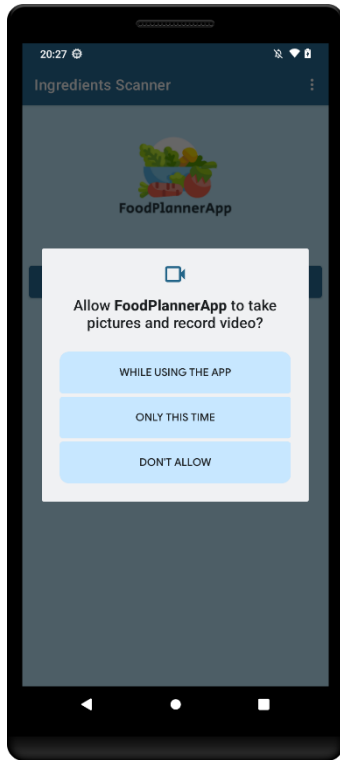 20:27
Ingredients Scanner
FoodPlannerApp
Allow FoodPlannerApp to take
pictures and record video?
WHILE USING THE APP
ONLY THIS TIME
DON'T ALLOW